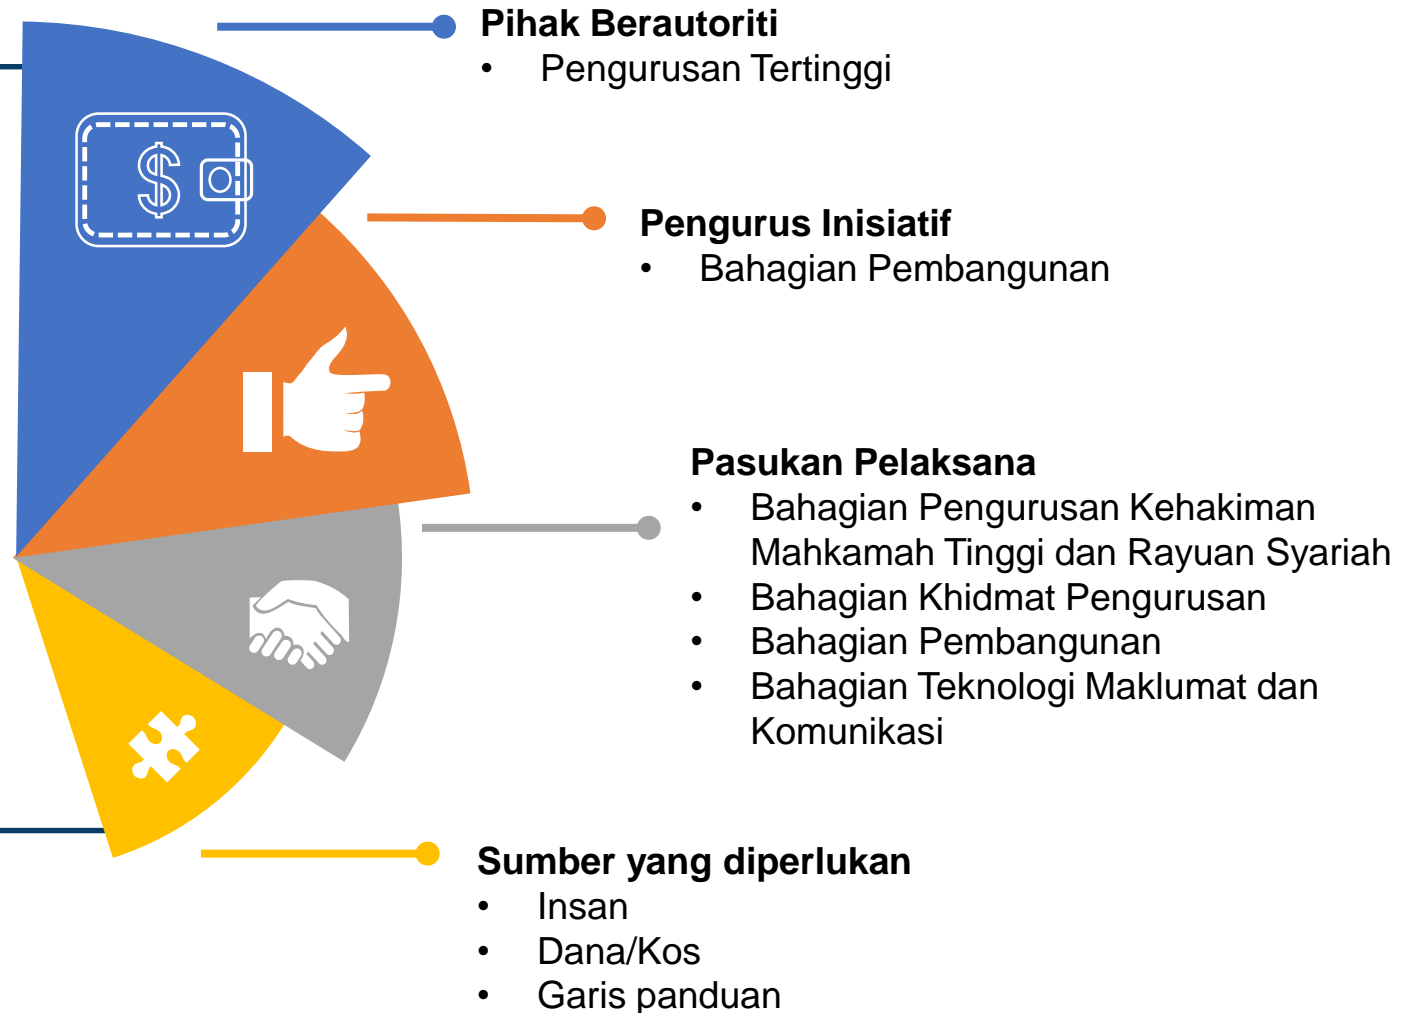 Pihak Berautoriti
• Pengurusan Tertinggi
$
Pengurus Inisiatif
• Bahagian Pembangunan
Pasukan Pelaksana
• Bahagian Pengurusan Kehakiman
Mahkamah Tinggi dan Rayuan Syariah
• Bahagian Khidmat Pengurusan
• Bahagian Pembangunan
• Bahagian Teknologi Maklumat dan
Komunikasi
Sumber yang diperlukan
• Insan
• Dana/Kos
• Garis panduan